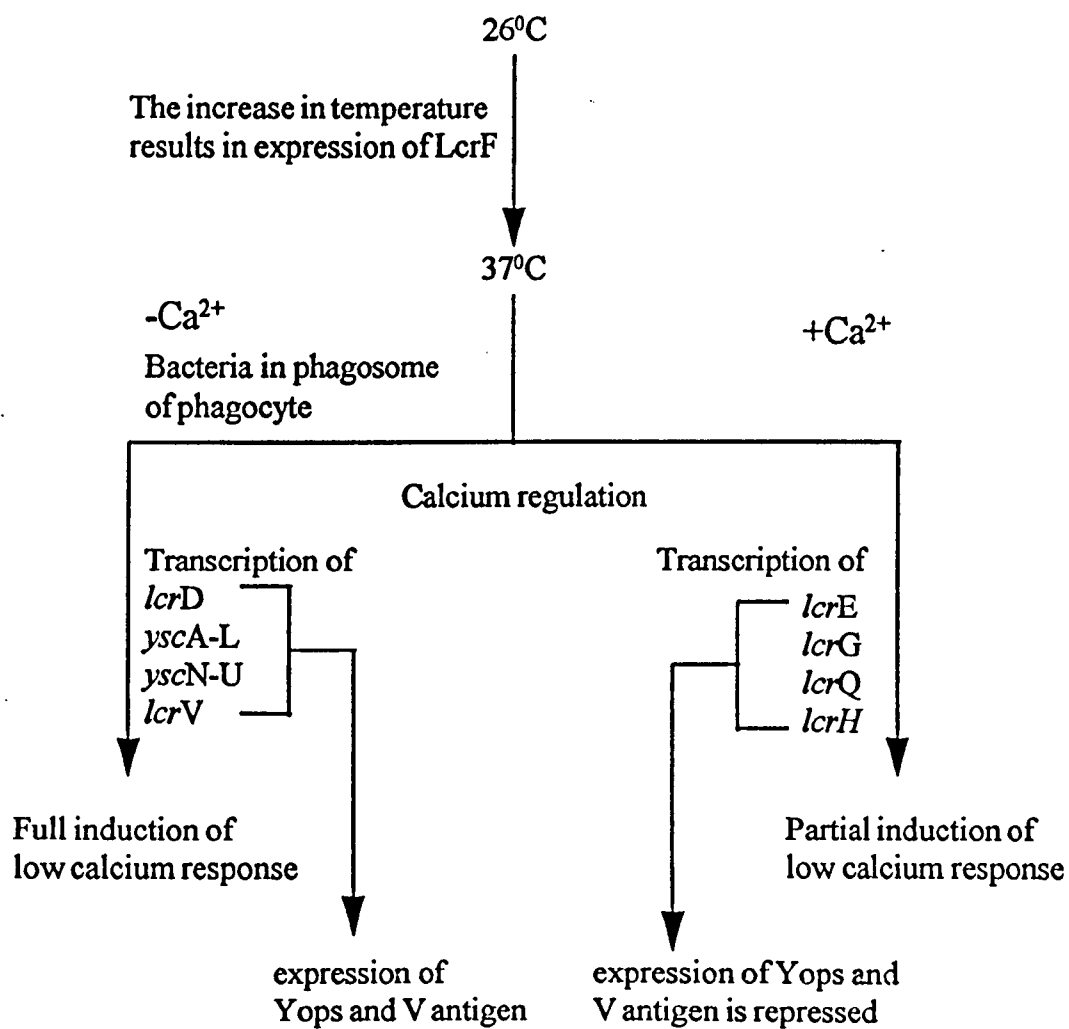 26⁰C
The increase in temperature
results in expression of LcrF
37⁰C
-Ca²⁺
Bacteria in phagosome
of phagocyte
+Ca²⁺
Calcium regulation
Transcription of
lcrD
yscA-L
yscN-U
lcrV
Transcription of
lcrE
lcrG
lcrQ
lcrH
Full induction of
low calcium response
Partial induction of
low calcium response
expression of
Yops and V antigen
expression of Yops and
V antigen is repressed